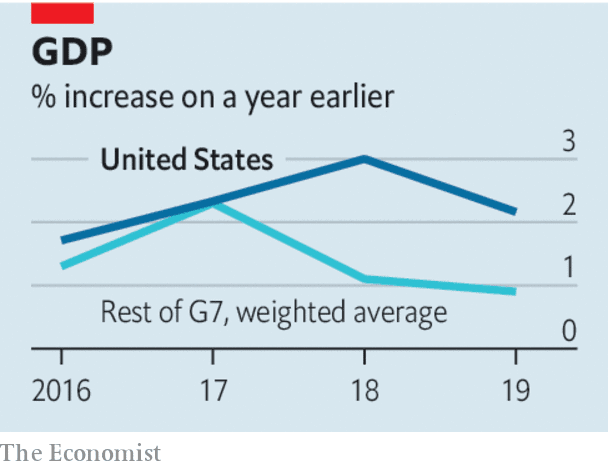 GDP
% increase on a year earlier
United States
3
2
1
Rest of G7, weighted average
0
2016 17 18 19
The Economist